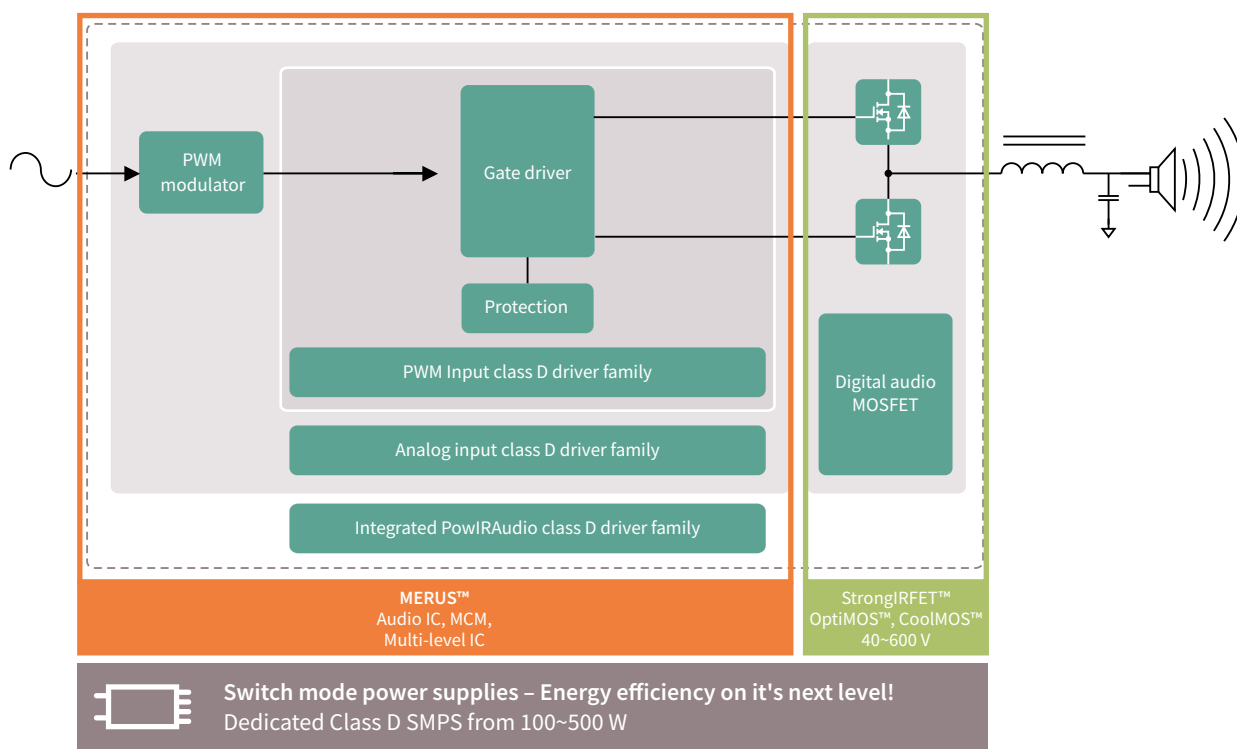 PWM
modulator
Gate driver
Protection
PWM Input class D driver family
Analog input class D driver family
Integrated PowIRAudio class D driver family
Digital audio
MOSFET
MERUS™
Audio IC, MCM,
Multi-level IC
StrongIRFET™
OptiMOS™, CoolMOS™
40~600 V
Switch mode power supplies – Energy efficiency on it's next level!
Dedicated Class D SMPS from 100~500 W